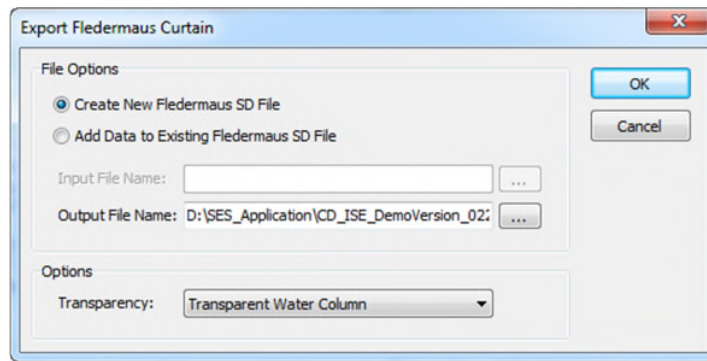 Export Fledermaus Curtain
File Options
Create New Fledermaus SD File
Add Data to Existing Fledermaus SD File
Input File Name:
...
Output File Name: D:\SES_Application\CD_ISE_DemoVersion_022
...
Options
Transparency: Transparent Water Column
OK
Cancel